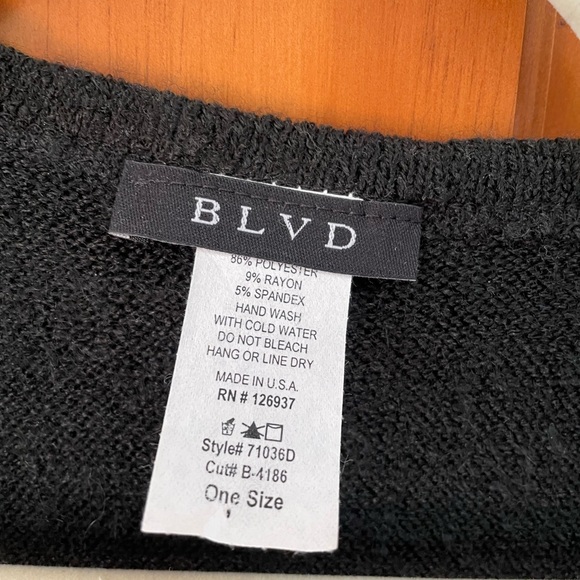 BLVD
86% POLYESTER
9% RAYON
5% SPANDEX
HAND WASH
WITH COLD WATER
DO NOT BLEACH
HANG OR LINE DRY
MADE IN U.S.A.
RN # 126937
Style# 71036D
Cut# B-4186
One Size